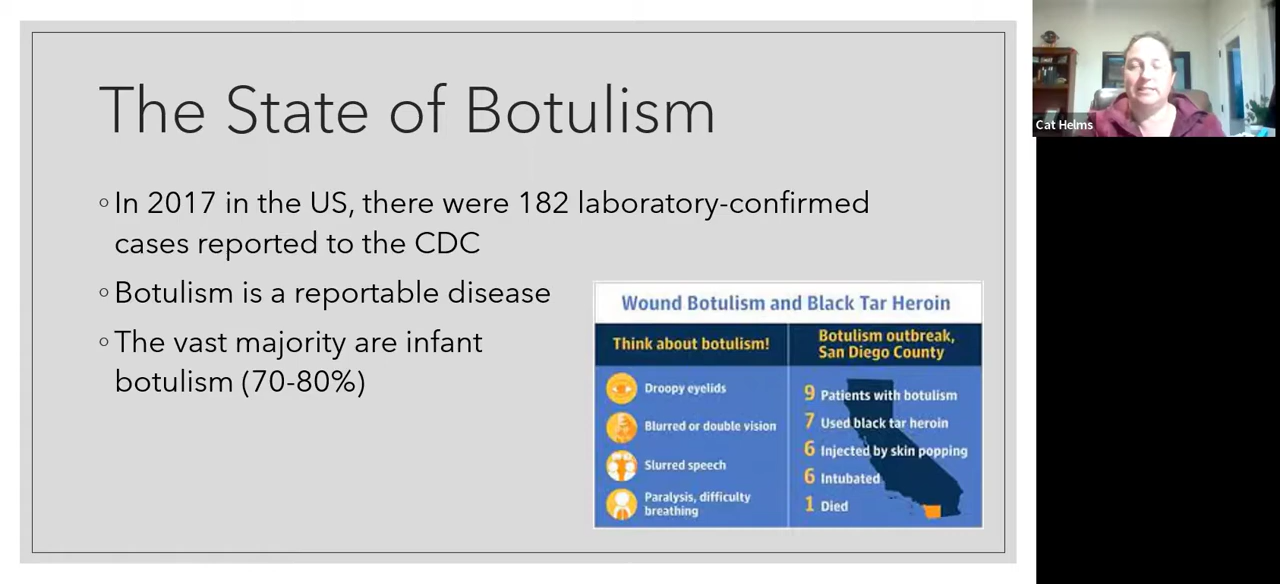 The State of Botulism
◦In 2017 in the US, there were 182 laboratory-confirmed
cases reported to the CDC
◦Botulism is a reportable disease
◦The vast majority are infant
botulism (70-80%)
Wound Botulism and Black Tar Heroin
Think about botulism!
Droopy eyelids
Blurred or double vision
Slurred speech
Paralysis, difficulty
breathing
Botulism outbreak,
San Diego County
9 Patients with botulism
7 Used black tar heroin
6 Injected by skin popping
6 Intubated
1 Died
Cat Helms